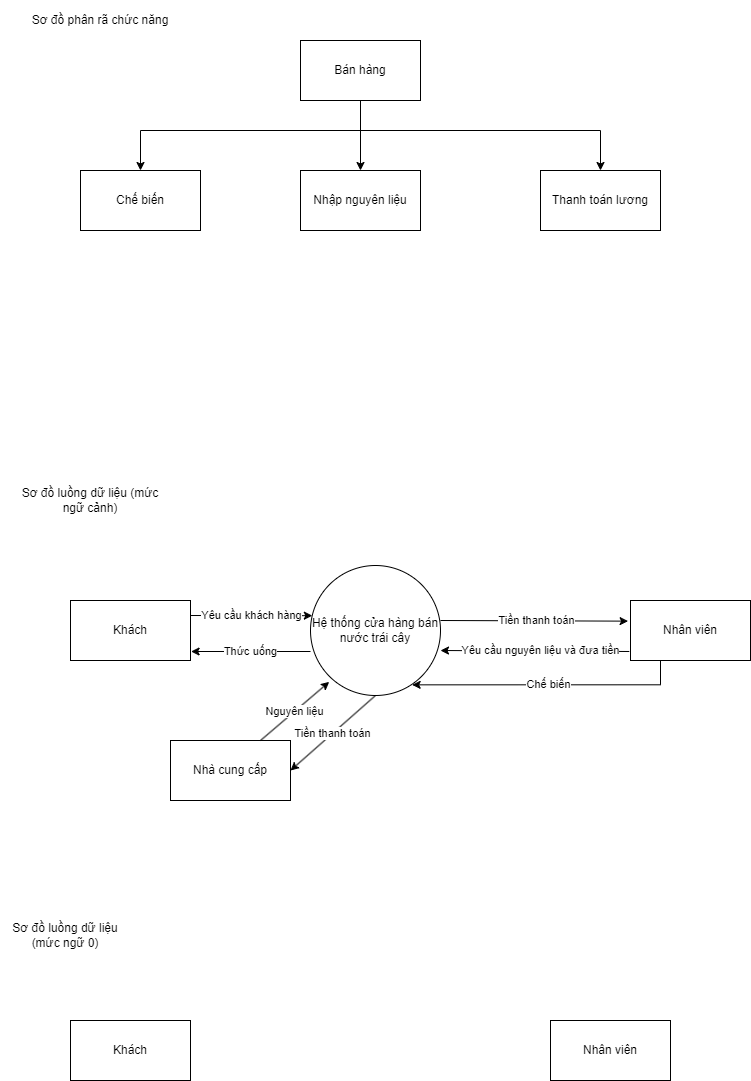 Sơ đồ phân rã chức năng
Bán hàng
Chế biến
Nhập nguyên liệu
Thanh toán lương
Sơ đồ luồng dữ liệu (mức
ngữ cảnh)
Khách
Yêu cầu khách hàng
Thức uống
Hệ thống cửa hàng bán
nước trái cây
Tiền thanh toán
Yêu cầu nguyên liệu và đưa tiền
Chế biến
Nhân viên
Nguyên liệu
Tiền thanh toán
Nhà cung cấp
Sơ đồ luồng dữ liệu
(mức ngữ 0)
Khách
Nhân viên